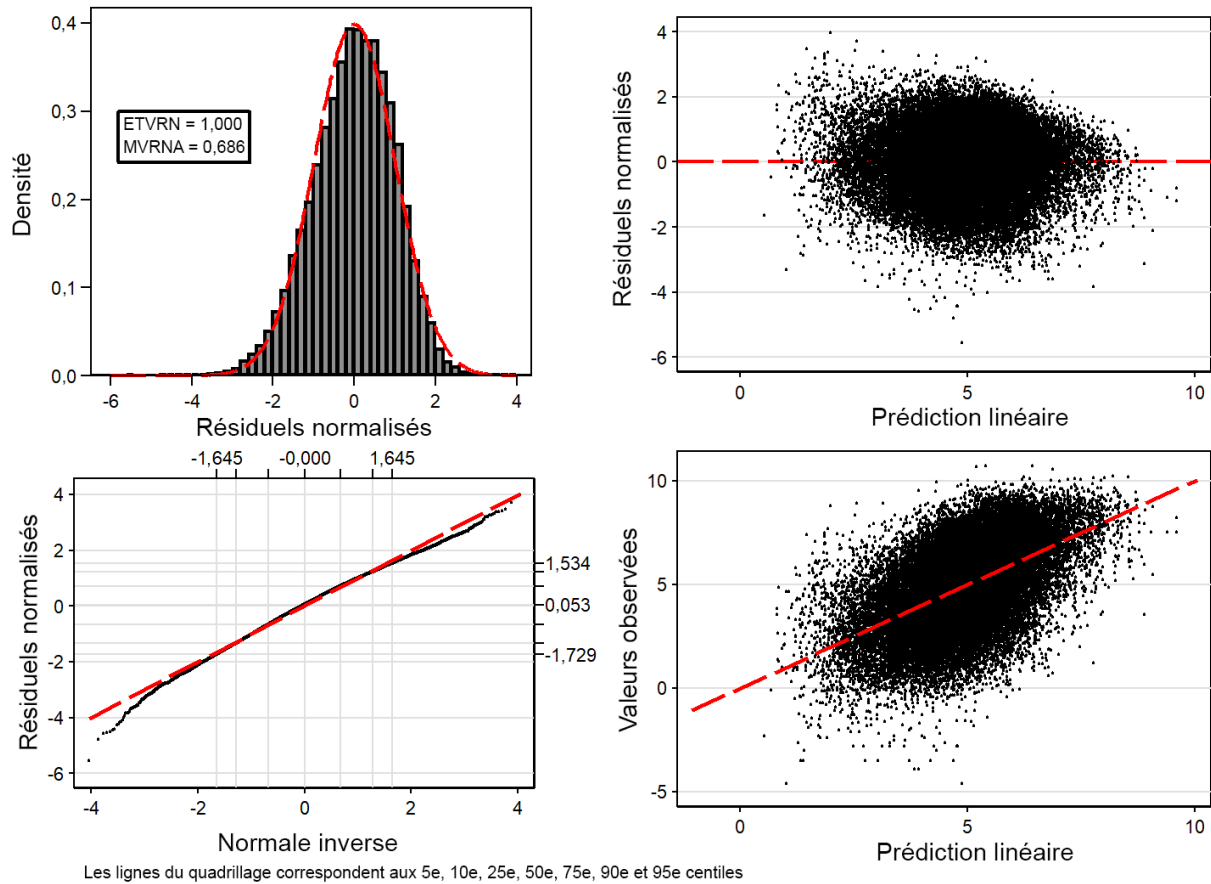 Densité
0,4
0,3
0,2
0,1
0,0
ETVRN = 1,000
MVRNA = 0,686
-6 -4 -2 0 2 4
Résiduels normalisés
Résiduels normalisés
4
2
0
-2
-4
-6
0 5 10
Prédiction linéaire
-1,645 -0,000 1,645
Résiduels normalisés
4
2
0
-2
-4
-6
1,534
0,053
-1,729
-4 -2 0 2 4
Normale inverse
Valeurs observées
10
5
0
-5
0 5 10
Prédiction linéaire
Les lignes du quadrillage correspondent aux 5e, 10e, 25e, 50e, 75e, 90e et 95e centiles